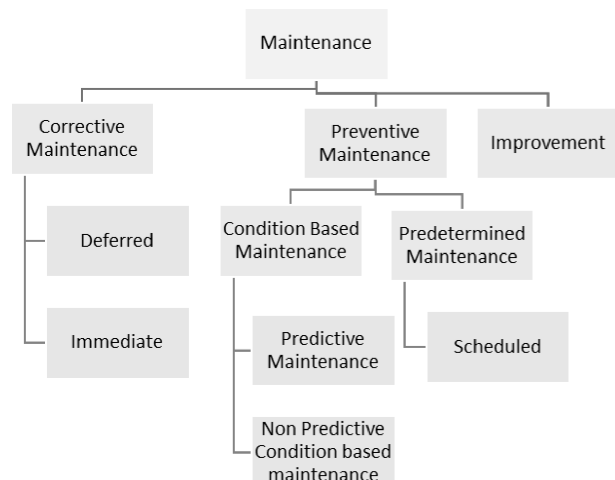 Maintenance
Corrective
Maintenance
Preventive
Maintenance
Improvement
Deferred
Immediate
Condition Based
Maintenance
Predetermined
Maintenance
Predictive
Maintenance
Scheduled
Non Predictive
Condition based
maintenance